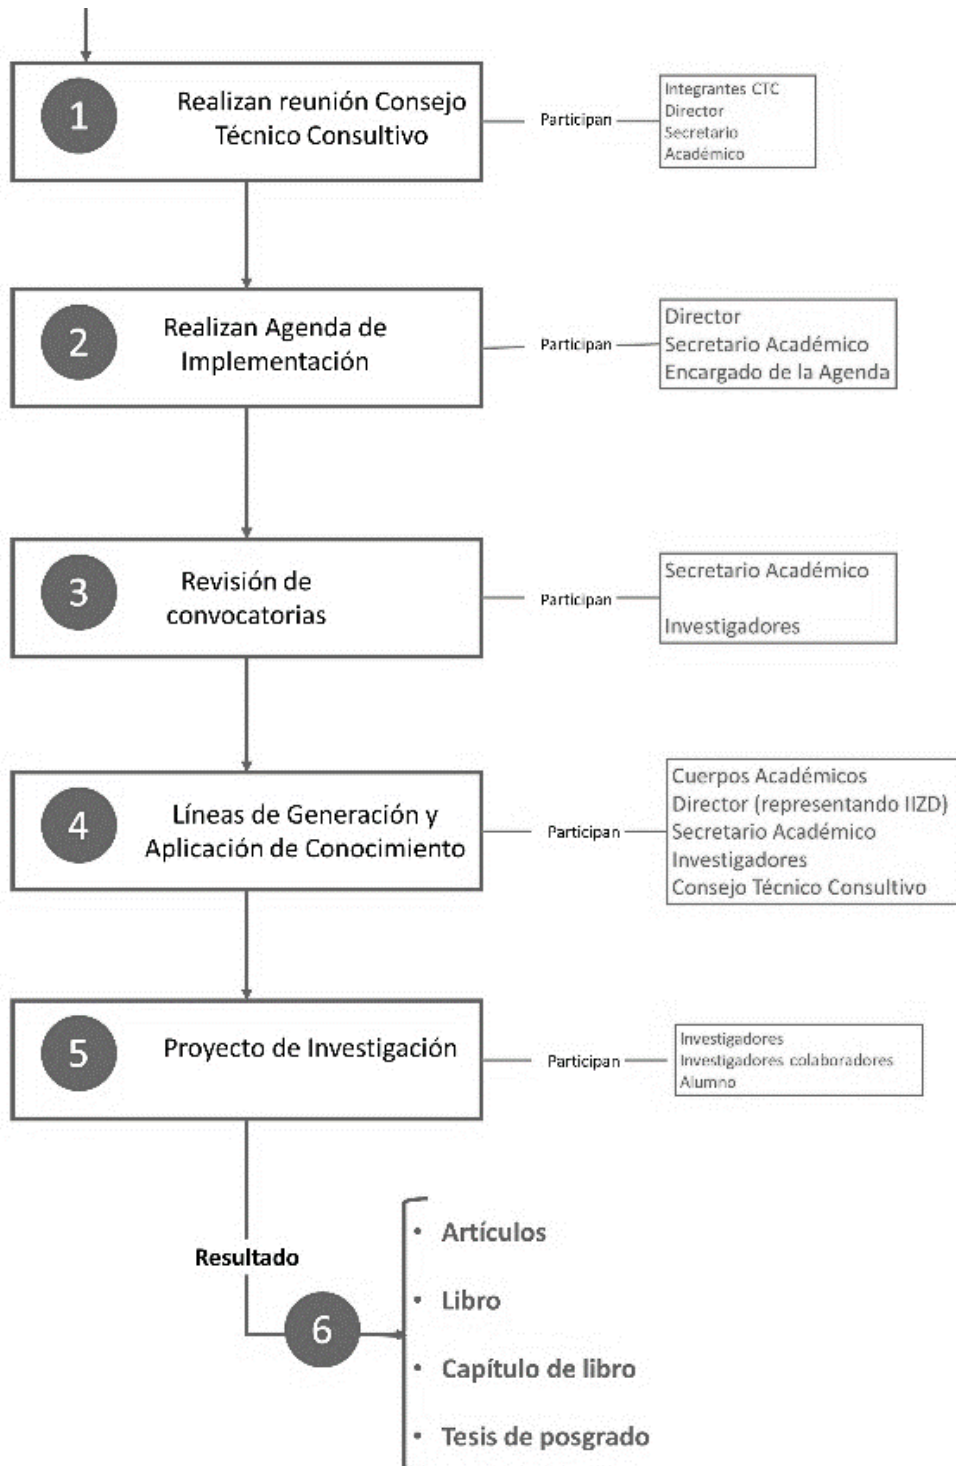 1
Realizan reunión Consejo
Técnico Consultivo
Participan
Integrantes CTC
Director
Secretario
Académico
2
Realizan Agenda de
Implementación
Participan
Director
Secretario Académico
Encargado de la Agenda
3
Revisión de
convocatorias
Participan
Secretario Académico
Investigadores
4
Líneas de Generación y
Aplicación de Conocimiento
Participan
Cuerpos Académicos
Director (representando IIZD)
Secretario Académico
Investigadores
Consejo Técnico Consultivo
5
Proyecto de Investigación
Participan
Investigadores
Investigadores colaboradores
Alumno
Resultado
6
• Artículos
• Libro
• Capítulo de libro
• Tesis de posgrado